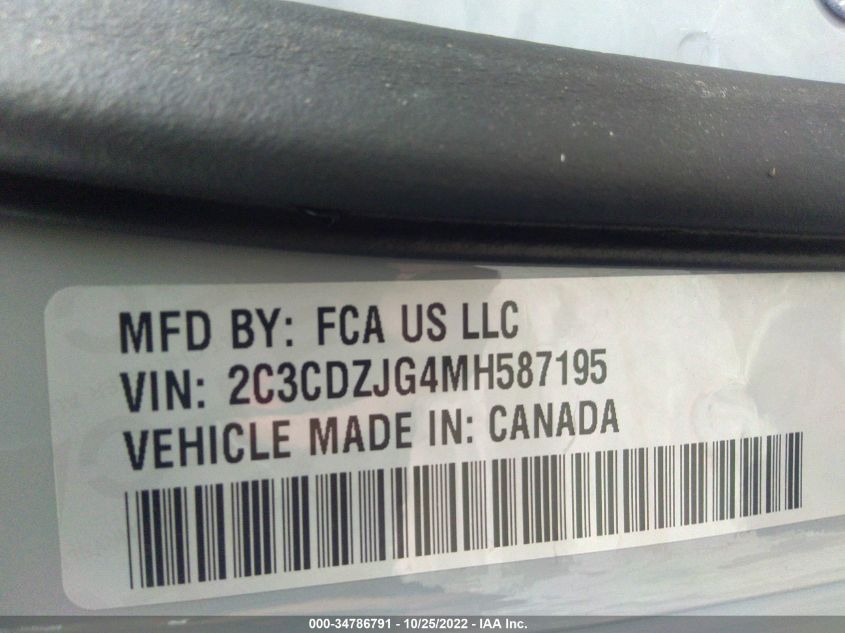 MFD BY: FCA US LLC
VIN: 2C3CDZJG4MH587195
VEHICLE MADE IN: CANADA
000-34786791 - 10/25/2022 - IAA Inc.